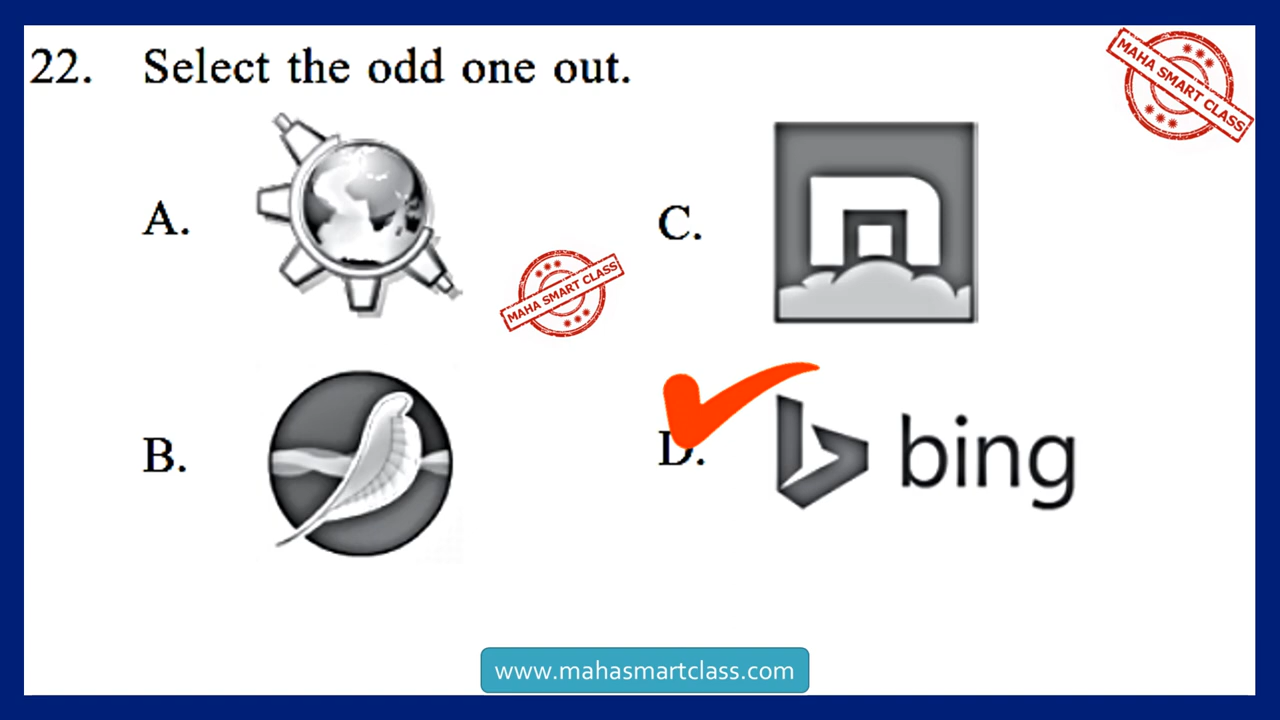 22. Select the odd one out.
MAHA SMART CLASS
A.
C.
MAHA SMART CLASS
B.
D.
bing
www.mahasmartclass.com